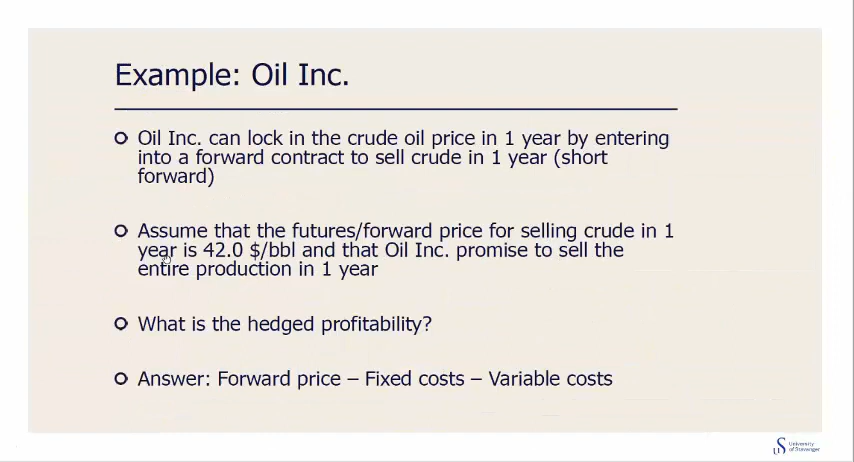 Example: Oil Inc.
Oil Inc. can lock in the crude oil price in 1 year by entering
into a forward contract to sell crude in 1 year (short
forward)
Assume that the futures/forward price for selling crude in 1
year is 42.0 $/bbl and that Oil Inc. promise to sell the
entire production in 1 year
What is the hedged profitability?
Answer: Forward price – Fixed costs – Variable costs
University
of Stavanger